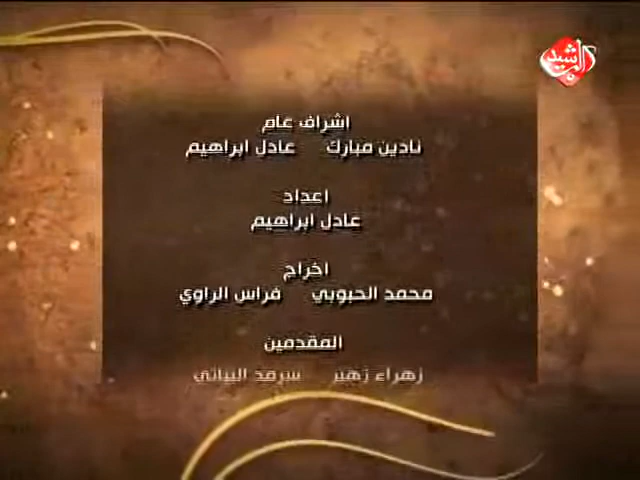 الرشيد
اشراف عام
نادين مبارك عادل ابراهيم
اعداد
عادل ابراهيم
اخراج
محمد الحبوبي فراس الراوي
المقدمين
زهراء زهير سرمد البياتي